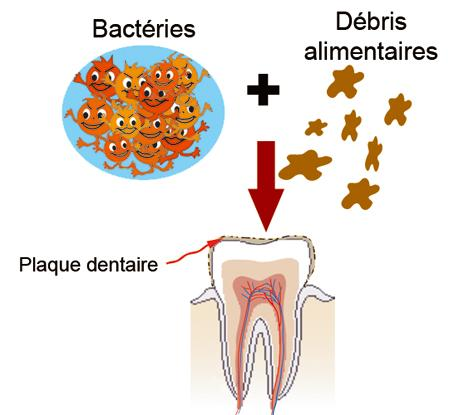 Bactéries
+
Débris
alimentaires
Plaque dentaire